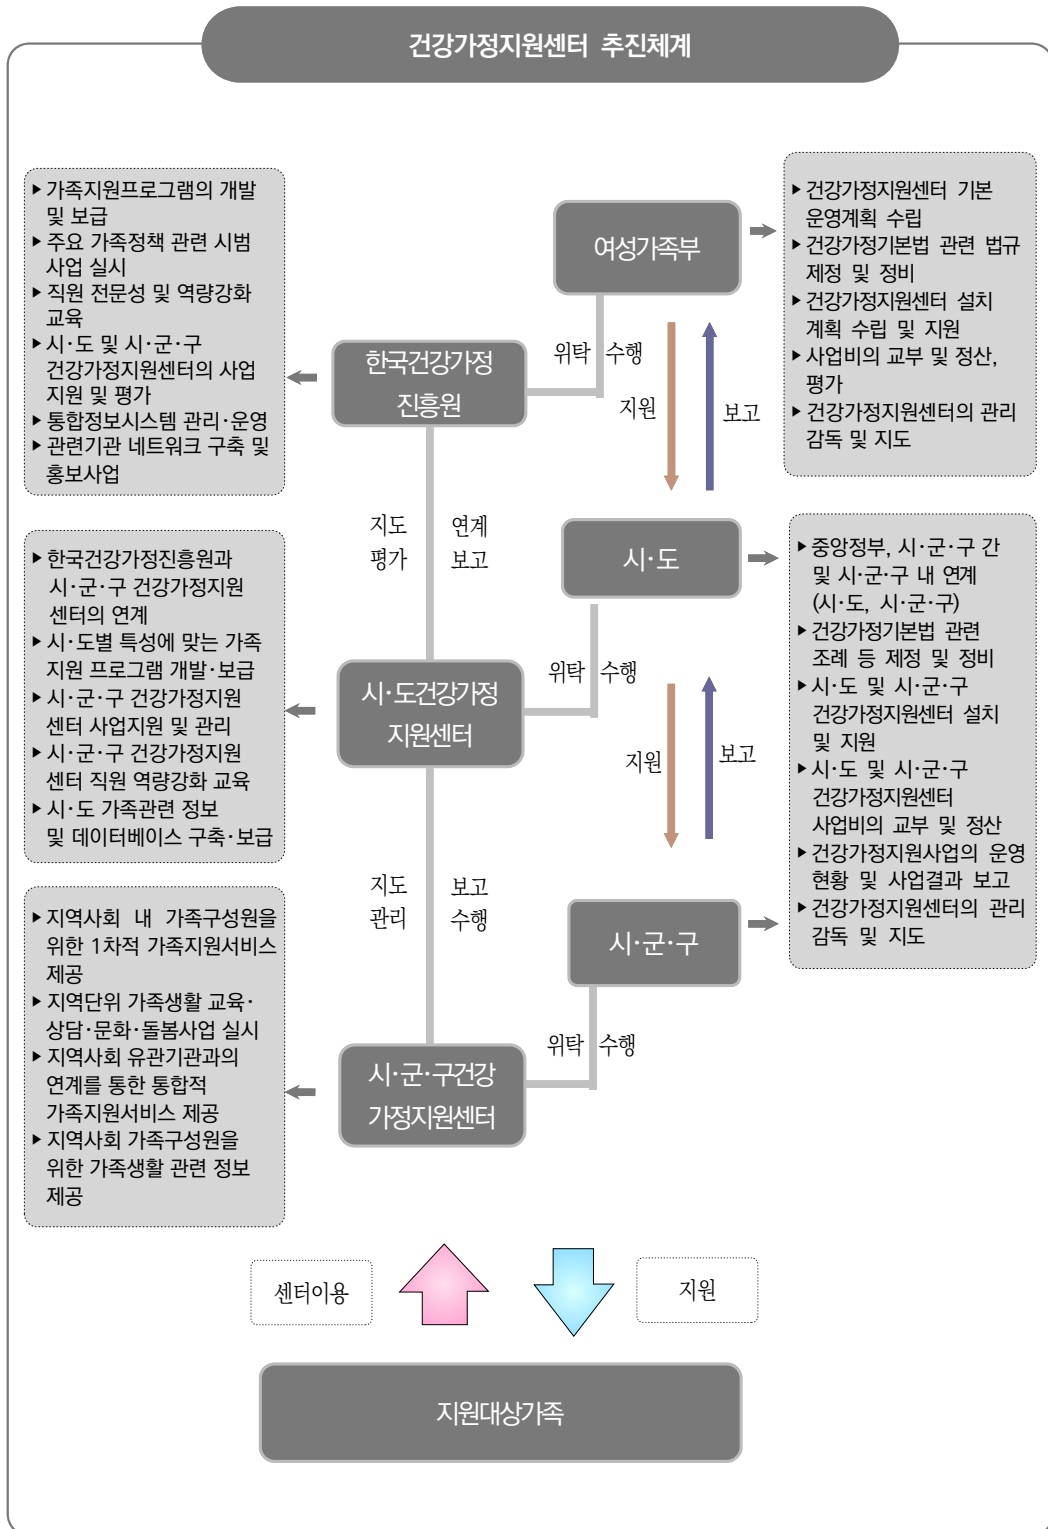 건강가정지원센터 추진체계
▶ 가족지원프로그램의 개발
및 보급
▶ 주요 가족정책 관련 시범
사업 실시
▶ 직원 전문성 및 역량강화
교육
▶ 시·도 및 시·군·구
건강가정지원센터의 사업
지원 및 평가
▶ 통합정보시스템 관리·운영
▶ 관련기관 네트워크 구축 및
홍보사업
한국건강가정
진흥원
여성가족부
▶ 건강가정지원센터 기본
운영계획 수립
▶ 건강가정기본법 관련 법규
제정 및 정비
▶ 건강가정지원센터 설치
계획 수립 및 지원
▶ 사업비의 교부 및 정산,
평가
▶ 건강가정지원센터의 관리
감독 및 지도
위탁 수행
지원
보고
지도 연계
평가 보고
▶ 한국건강가정진흥원과
시·군·구 건강가정지원
센터의 연계
▶ 시·도별 특성에 맞는 가족
지원 프로그램 개발·보급
▶ 시·군·구 건강가정지원
센터 사업지원 및 관리
▶ 시·군·구 건강가정지원
센터 직원 역량강화 교육
▶ 시·도 가족관련 정보
및 데이터베이스 구축·보급
시·도건강가정
지원센터
시·도
▶ 중앙정부, 시·군·구 간
및 시·군·구 내 연계
(시·도, 시·군·구)
▶ 건강가정기본법 관련
조례 등 제정 및 정비
▶ 시·도 및 시·군·구
건강가정지원센터 설치
및 지원
▶ 시·도 및 시·군·구
건강가정지원센터
사업비의 교부 및 정산
▶ 건강가정지원사업의 운영
현황 및 사업결과 보고
▶ 건강가정지원센터의 관리
감독 및 지도
위탁 수행
지원
보고
지도 보고
관리 수행
▶ 지역사회 내 가족구성원을
위한 1차적 가족지원서비스
제공
▶ 지역단위 가족생활 교육·
상담·문화·돌봄사업 실시
▶ 지역사회 유관기관과의
연계를 통한 통합적
가족지원서비스 제공
▶ 지역사회 가족구성원을
위한 가족생활 관련 정보
제공
시·군·구
위탁 수행
시·군·구건강
가정지원센터
센터이용
지원
지원대상가족